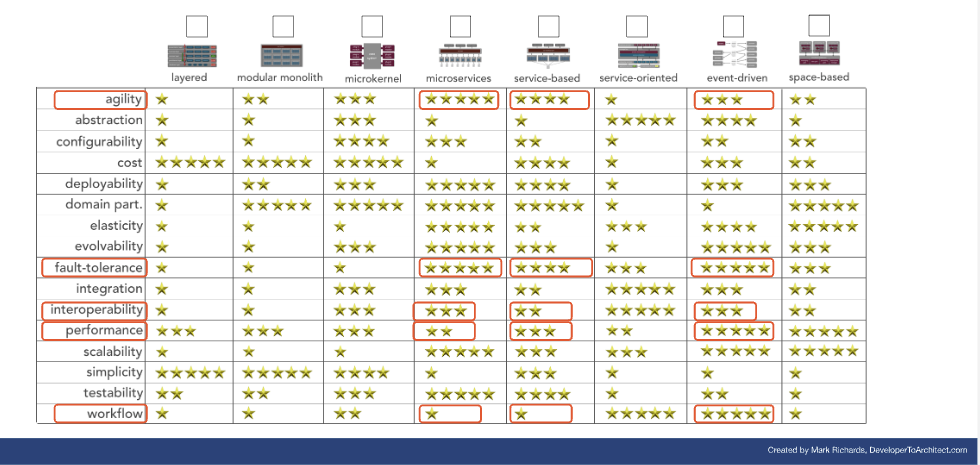 layered modular monolith microkernel microservices service-based service-oriented event-driven space-based
agility
abstraction
configurability
cost
deployability
domain part.
elasticity
evolvability
fault-tolerance
integration
interoperability
performance
scalability
simplicity
testability
workflow
Created by Mark Richards, DeveloperToArchitect.com